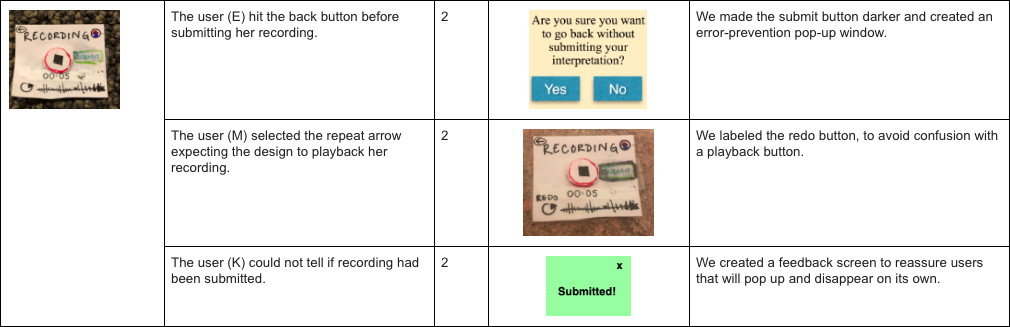 RECORDING
00:05
The user (E) hit the back button before
submitting her recording.
2
Are you sure you want
to go back without
submitting your
interpretation?
Yes No
We made the submit button darker and created an
error-prevention pop-up window.
The user (M) selected the repeat arrow
expecting the design to playback her
recording.
2
RECORDING
REDO 00:05
We labeled the redo button, to avoid confusion with
a playback button.
The user (K) could not tell if recording had
been submitted.
2
x
Submitted!
We created a feedback screen to reassure users
that will pop up and disappear on its own.